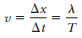 υ = Δx/Δt = λ/T